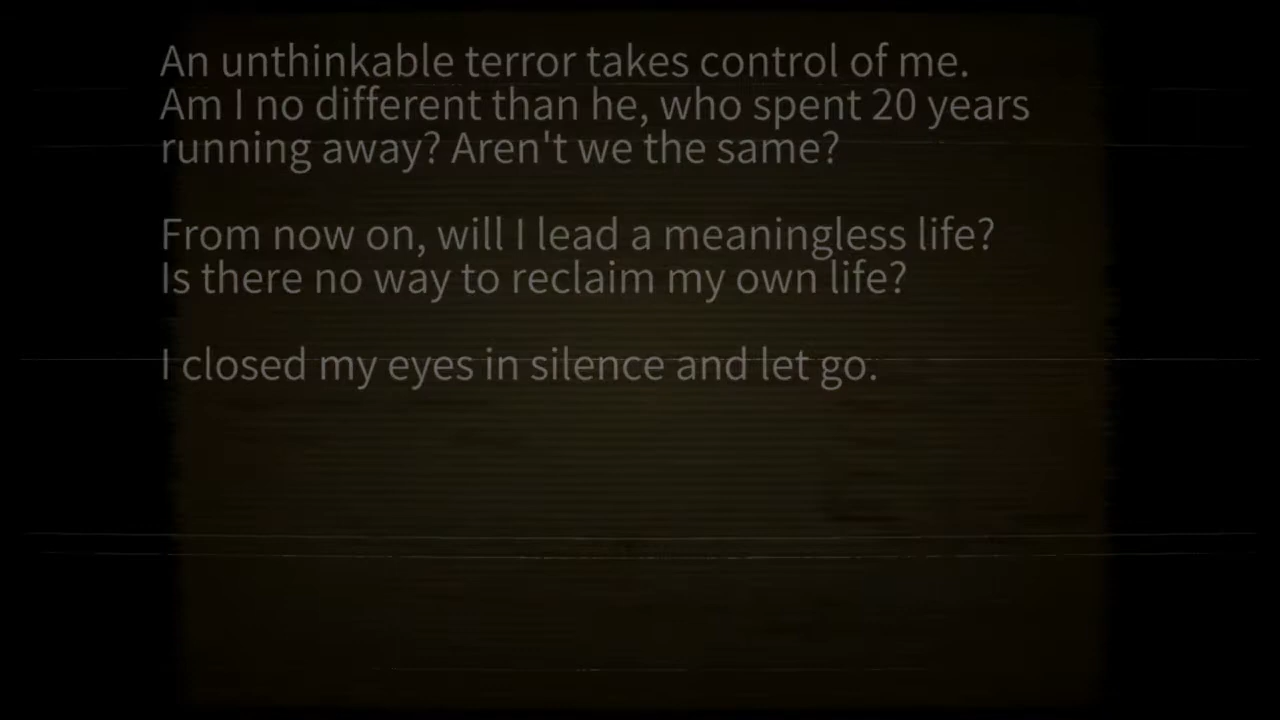 An unthinkable terror takes control of me.
Am I no different than he, who spent 20 years
running away? Aren't we the same?
From now on, will I lead a meaningless life?
Is there no way to reclaim my own life?
I closed my eyes in silence and let go.